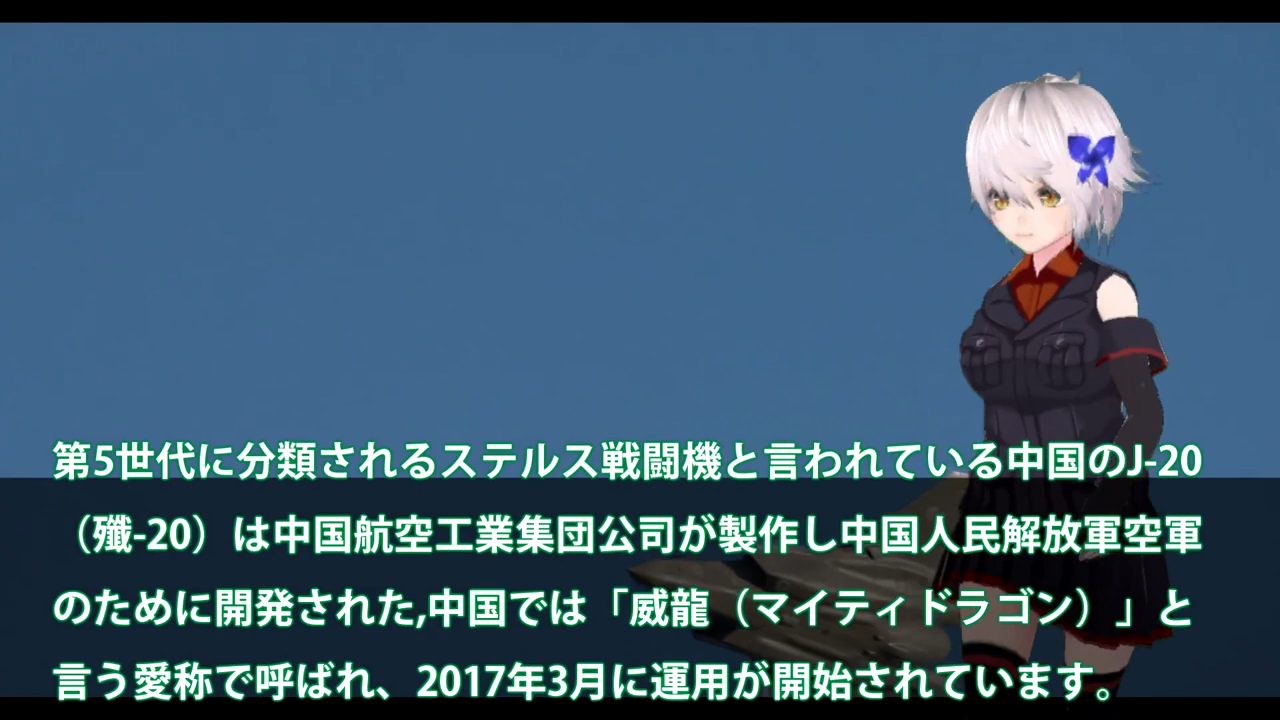 第5世代に分類されるステルス戦闘機と言われている中国のJ-20
（殲-20）は中国航空工業集団公司が製作し中国人民解放軍空軍
のために開発された,中国では「威龍（マイティドラゴン）」と
言う愛称で呼ばれ、2017年3月に運用が開始されています。